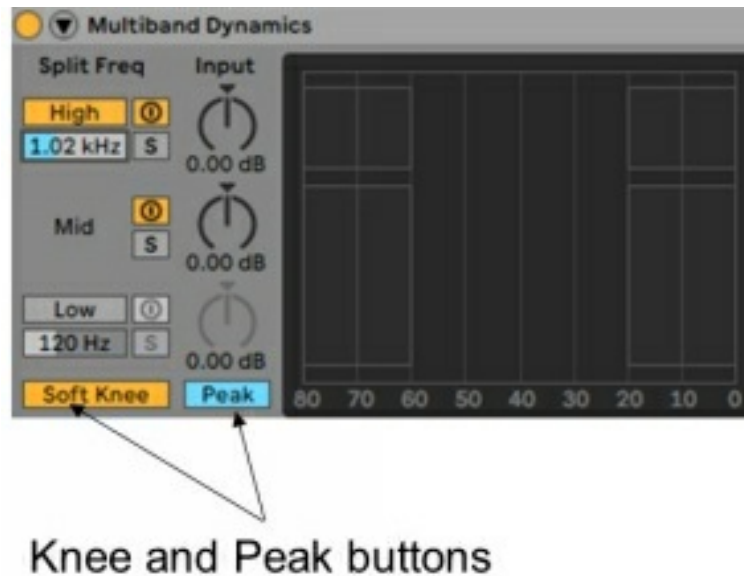 Multiband Dynamics
Split Freq Input
High
1.02 kHz S
0.00 dB
Mid
S
0.00 dB
Low
120 Hz S
0.00 dB
Soft Knee Peak
80 70 60 50 40 30 20 10 0
Knee and Peak buttons